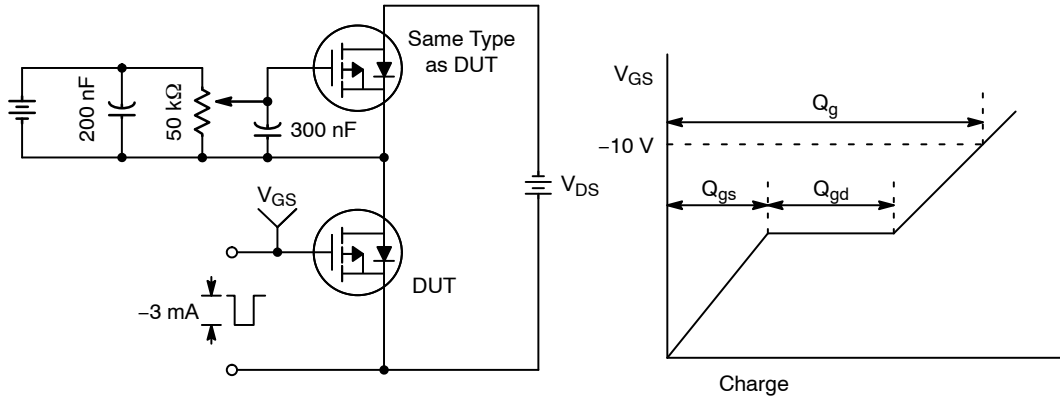 Same Type
as DUT
200 nF
50 kΩ
300 nF
V_GS
V_DS
DUT
−3 mA
V_GS
Q_g
−10 V
Q_gs
Q_gd
Charge